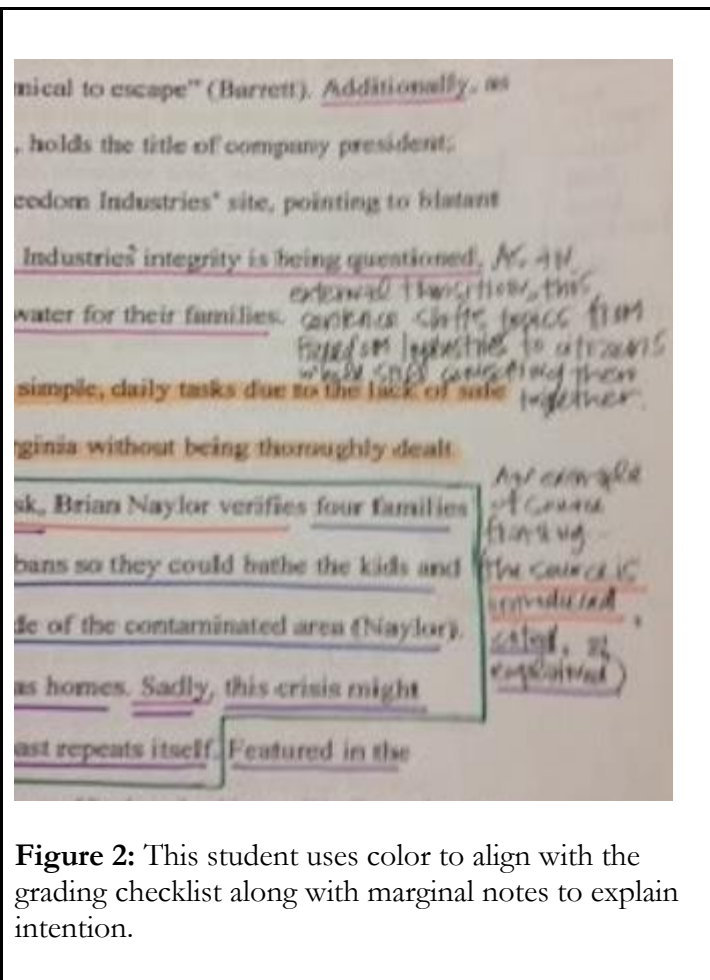 mical to escape" (Barrett). Additionally, as
, holds the title of company president;
eedom Industries' site, pointing to blatant
Industries' integrity is being questioned. As an
external transition, this
water for their families. sentence shifts topics from
Freedom Industries to citizens
while still connecting them
simple, daily tasks due to the lack of safe together.
ginia without being thoroughly dealt
An example
sk, Brian Naylor verifies four families of source
framing
bans so they could bathe the kids and the source is
introduced,
de of the contaminated area (Naylor). cited, &
as homes. Sadly, this crisis might explained)
ast repeats itself. Featured in the
Figure 2: This student uses color to align with the
grading checklist along with marginal notes to explain
intention.